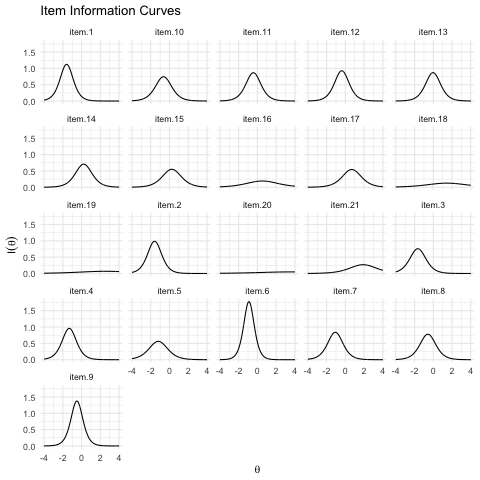 Item Information Curves
item.1 item.10 item.11 item.12 item.13
1.5
1.0
0.5
0.0
item.14 item.15 item.16 item.17 item.18
1.5
1.0
0.5
0.0
item.19 item.2 item.20 item.21 item.3
1.5
1.0
0.5
0.0
I(θ)
item.4 item.5 item.6 item.7 item.8
1.5
1.0
0.5
0.0
-4 -2 0 2 4 -4 -2 0 2 4 -4 -2 0 2 4 -4 -2 0 2 4
item.9
1.5
1.0
0.5
0.0
-4 -2 0 2 4
θ